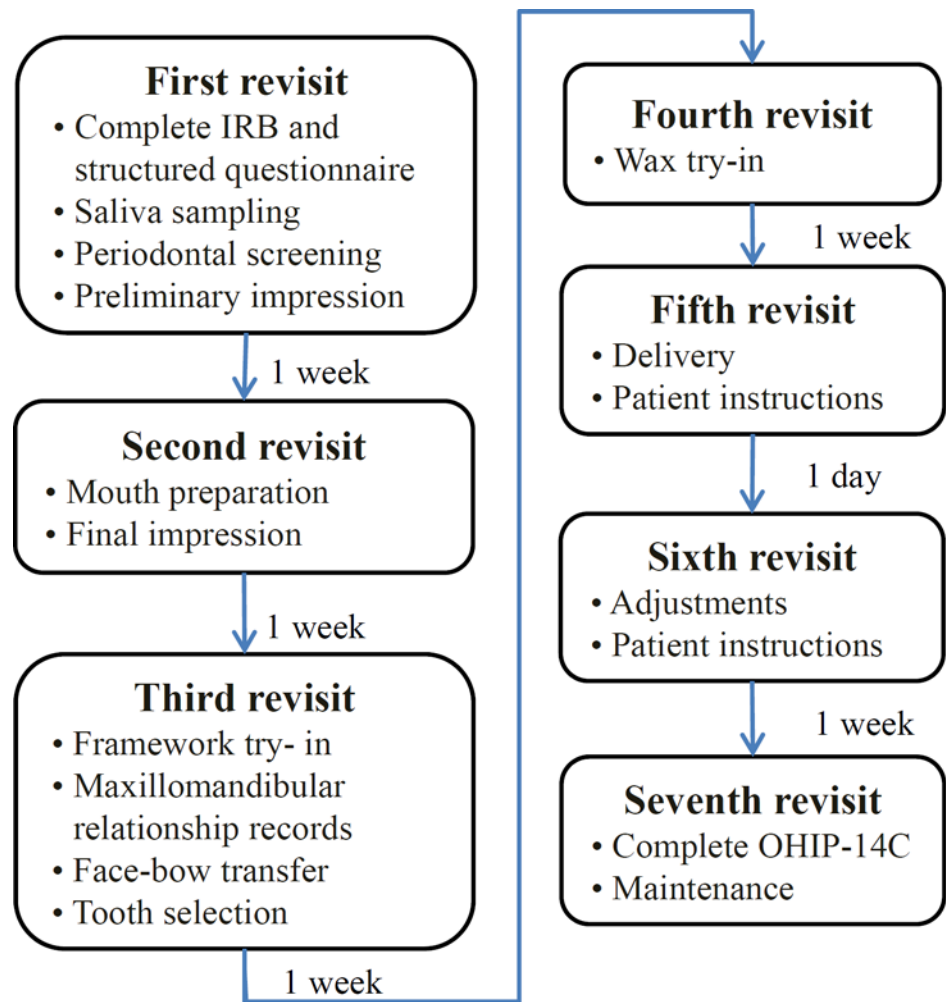 First revisit
• Complete IRB and
structured questionnaire
• Saliva sampling
• Periodontal screening
• Preliminary impression
1 week
Second revisit
• Mouth preparation
• Final impression
1 week
Third revisit
• Framework try- in
• Maxillomandibular
relationship records
• Face-bow transfer
• Tooth selection
1 week
Fourth revisit
• Wax try-in
1 week
Fifth revisit
• Delivery
• Patient instructions
1 day
Sixth revisit
• Adjustments
• Patient instructions
1 week
Seventh revisit
• Complete OHIP-14C
• Maintenance